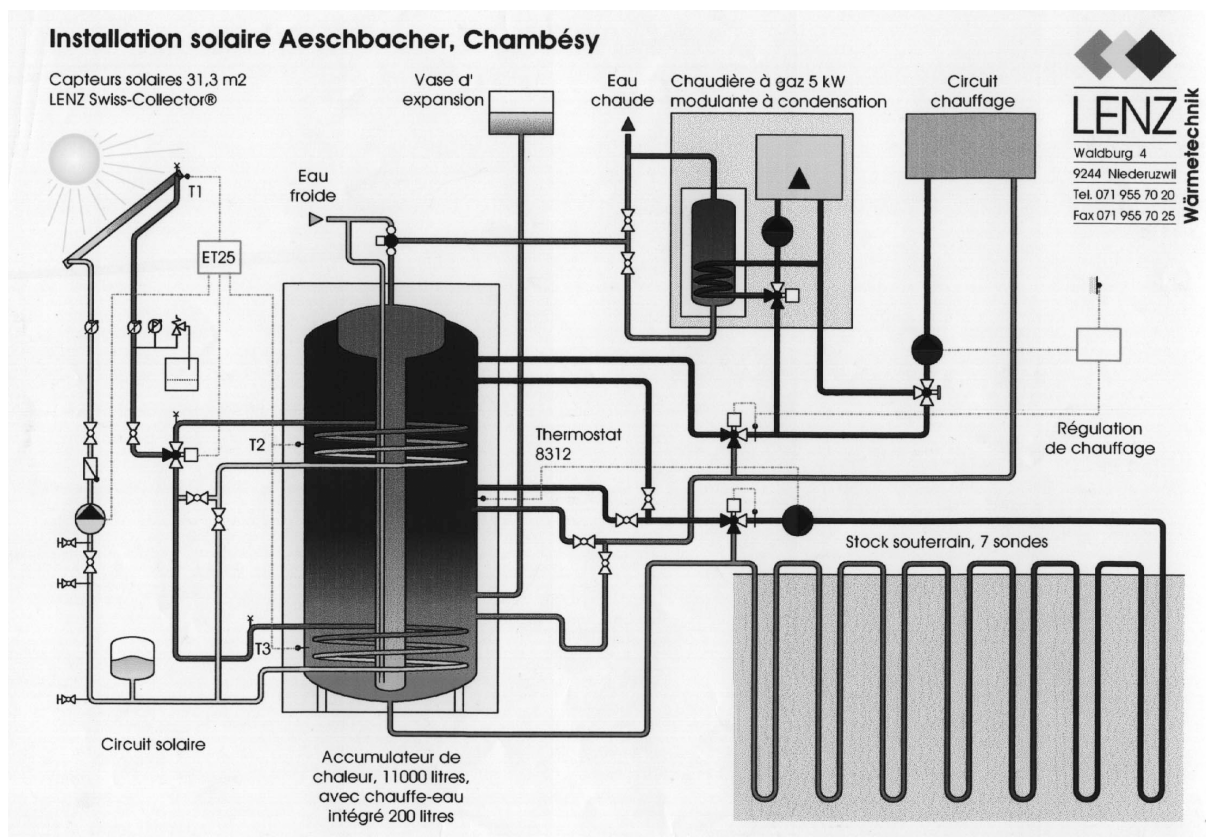 Installation solaire Aeschbacher, Chambésy
Capteurs solaires 31,3 m2
LENZ Swiss-Collector®
Vase d'
expansion
Eau
chaude
Chaudière à gaz 5 kW
modulante à condensation
Circuit
chauffage
LENZ
Wärmetechnik
Waldburg 4
9244 Niederuzwil
Tel. 071 955 70 20
Fax 071 955 70 25
T1
Eau
froide
ET25
P
T2
Thermostat
8312
Régulation
de chauffage
Stock souterrain, 7 sondes
T3
Circuit solaire
Accumulateur de
chaleur, 11000 litres,
avec chauffe-eau
intégré 200 litres